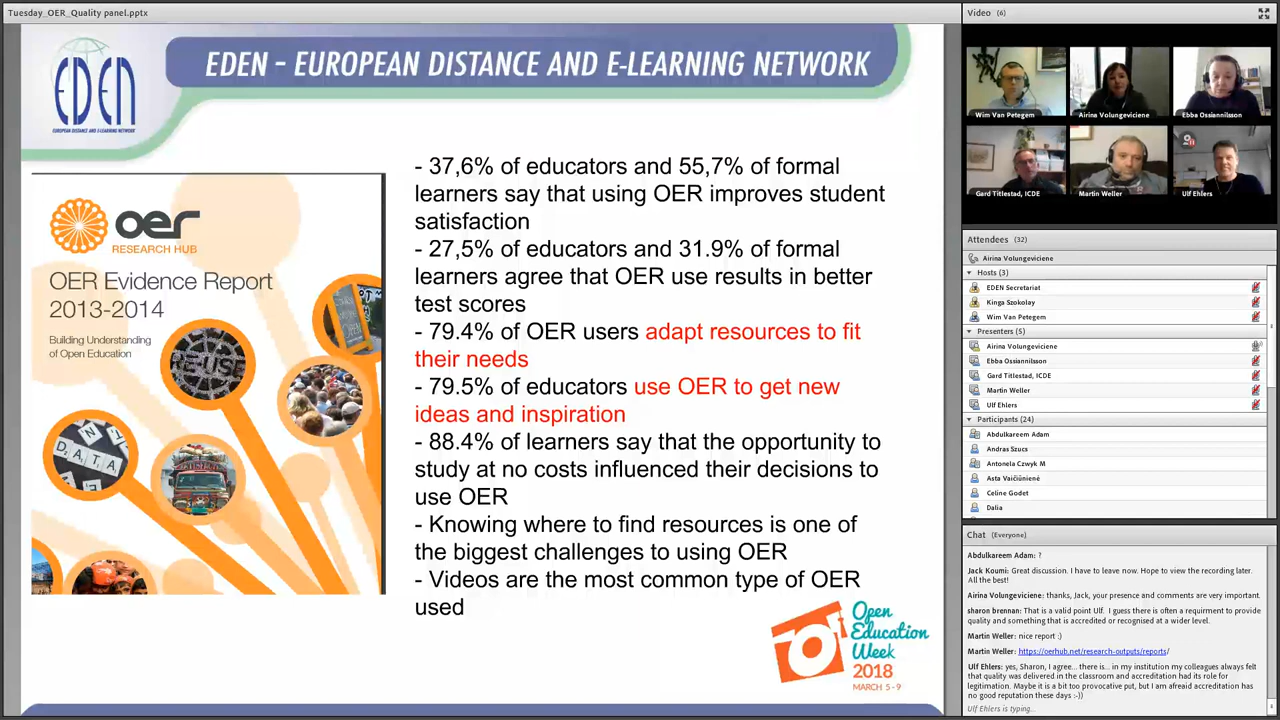 Tuesday_OER_Quality panel.pptx
EDEN
EUROPEAN DISTANCE AND E-LEARNING NETWORK
EDEN – EUROPEAN DISTANCE AND E-LEARNING NETWORK
oer
RESEARCH HUB
OER Evidence Report
2013-2014
Building Understanding
of Open Education
DATA
- 37,6% of educators and 55,7% of formal
learners say that using OER improves student
satisfaction
- 27,5% of educators and 31.9% of formal
learners agree that OER use results in better
test scores
- 79.4% of OER users adapt resources to fit
their needs
- 79.5% of educators use OER to get new
ideas and inspiration
- 88.4% of learners say that the opportunity to
study at no costs influenced their decisions to
use OER
- Knowing where to find resources is one of
the biggest challenges to using OER
- Videos are the most common type of OER
used
Open
Education
Week
2018
MARCH 5-9
Video (6)
Wim Van Petegem
Airina Volungeviciene
Ebba Ossiannilsson
Gard Titlestad, ICDE
Martin Weller
Ulf Ehlers
Attendees (32)
Airina Volungeviciene
Hosts (3)
EDEN Secretariat
Kinga Szokolay
Wim Van Petegem
Presenters (5)
Airina Volungeviciene
Ebba Ossiannilsson
Gard Titlestad, ICDE
Martin Weller
Ulf Ehlers
Participants (24)
Abdulkareem Adam
Andras Szucs
Antonela Czwyk M
Asta Vaičiūnienė
Celine Godet
Dalia
Chat (Everyone)
Abdulkareem Adam: ?
Jack Koumi: Great discussion. I have to leave now. Hope to view the recording later.
All the best!
Airina Volungeviciene: thanks, Jack, your presence and comments are very important.
sharon brennan: That is a valid point Ulf. I guess there is often a requirment to provide
quality and something that is accredited or recognised at a wider level.
Martin Weller: nice report :)
Martin Weller: https://oerhub.net/research-outputs/reports/
Ulf Ehlers: yes, Sharon, I agree... there is... in my institution my colleagues always felt
that quality was delivered in the classroom and accreditation had its role for
legitimation. Maybe it is a bit too provocative put, but I am afraeid accreditation has
no good reputation these days :-))
Ulf Ehlers is typing...